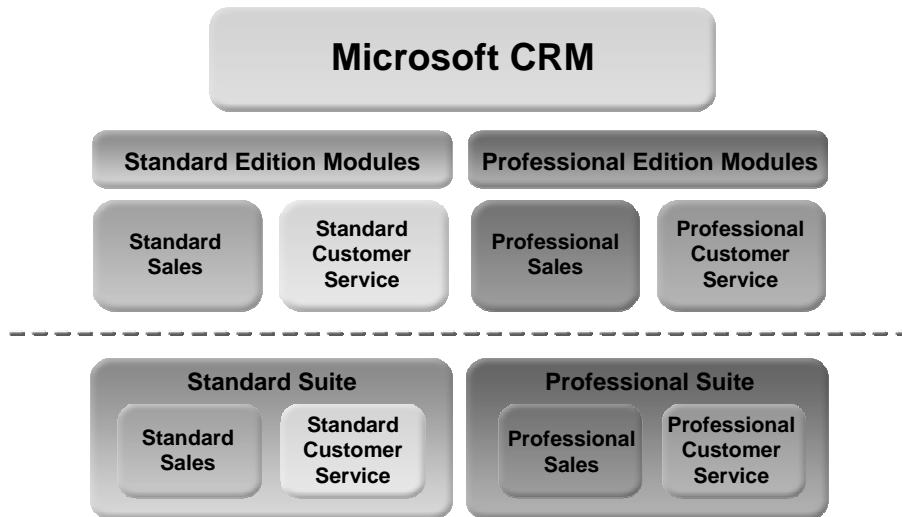 Microsoft CRM
Standard Edition Modules
Professional Edition Modules
Standard
Sales
Standard
Customer
Service
Professional
Sales
Professional
Customer
Service
Standard Suite
Standard
Sales
Standard
Customer
Service
Professional Suite
Professional
Sales
Professional
Customer
Service